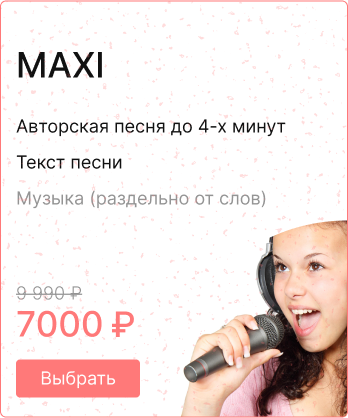 MAXI
Авторская песня до 4-х минут
Текст песни
Музыка (раздельно от слов)
9 990 ₽
7000 ₽
Выбрать